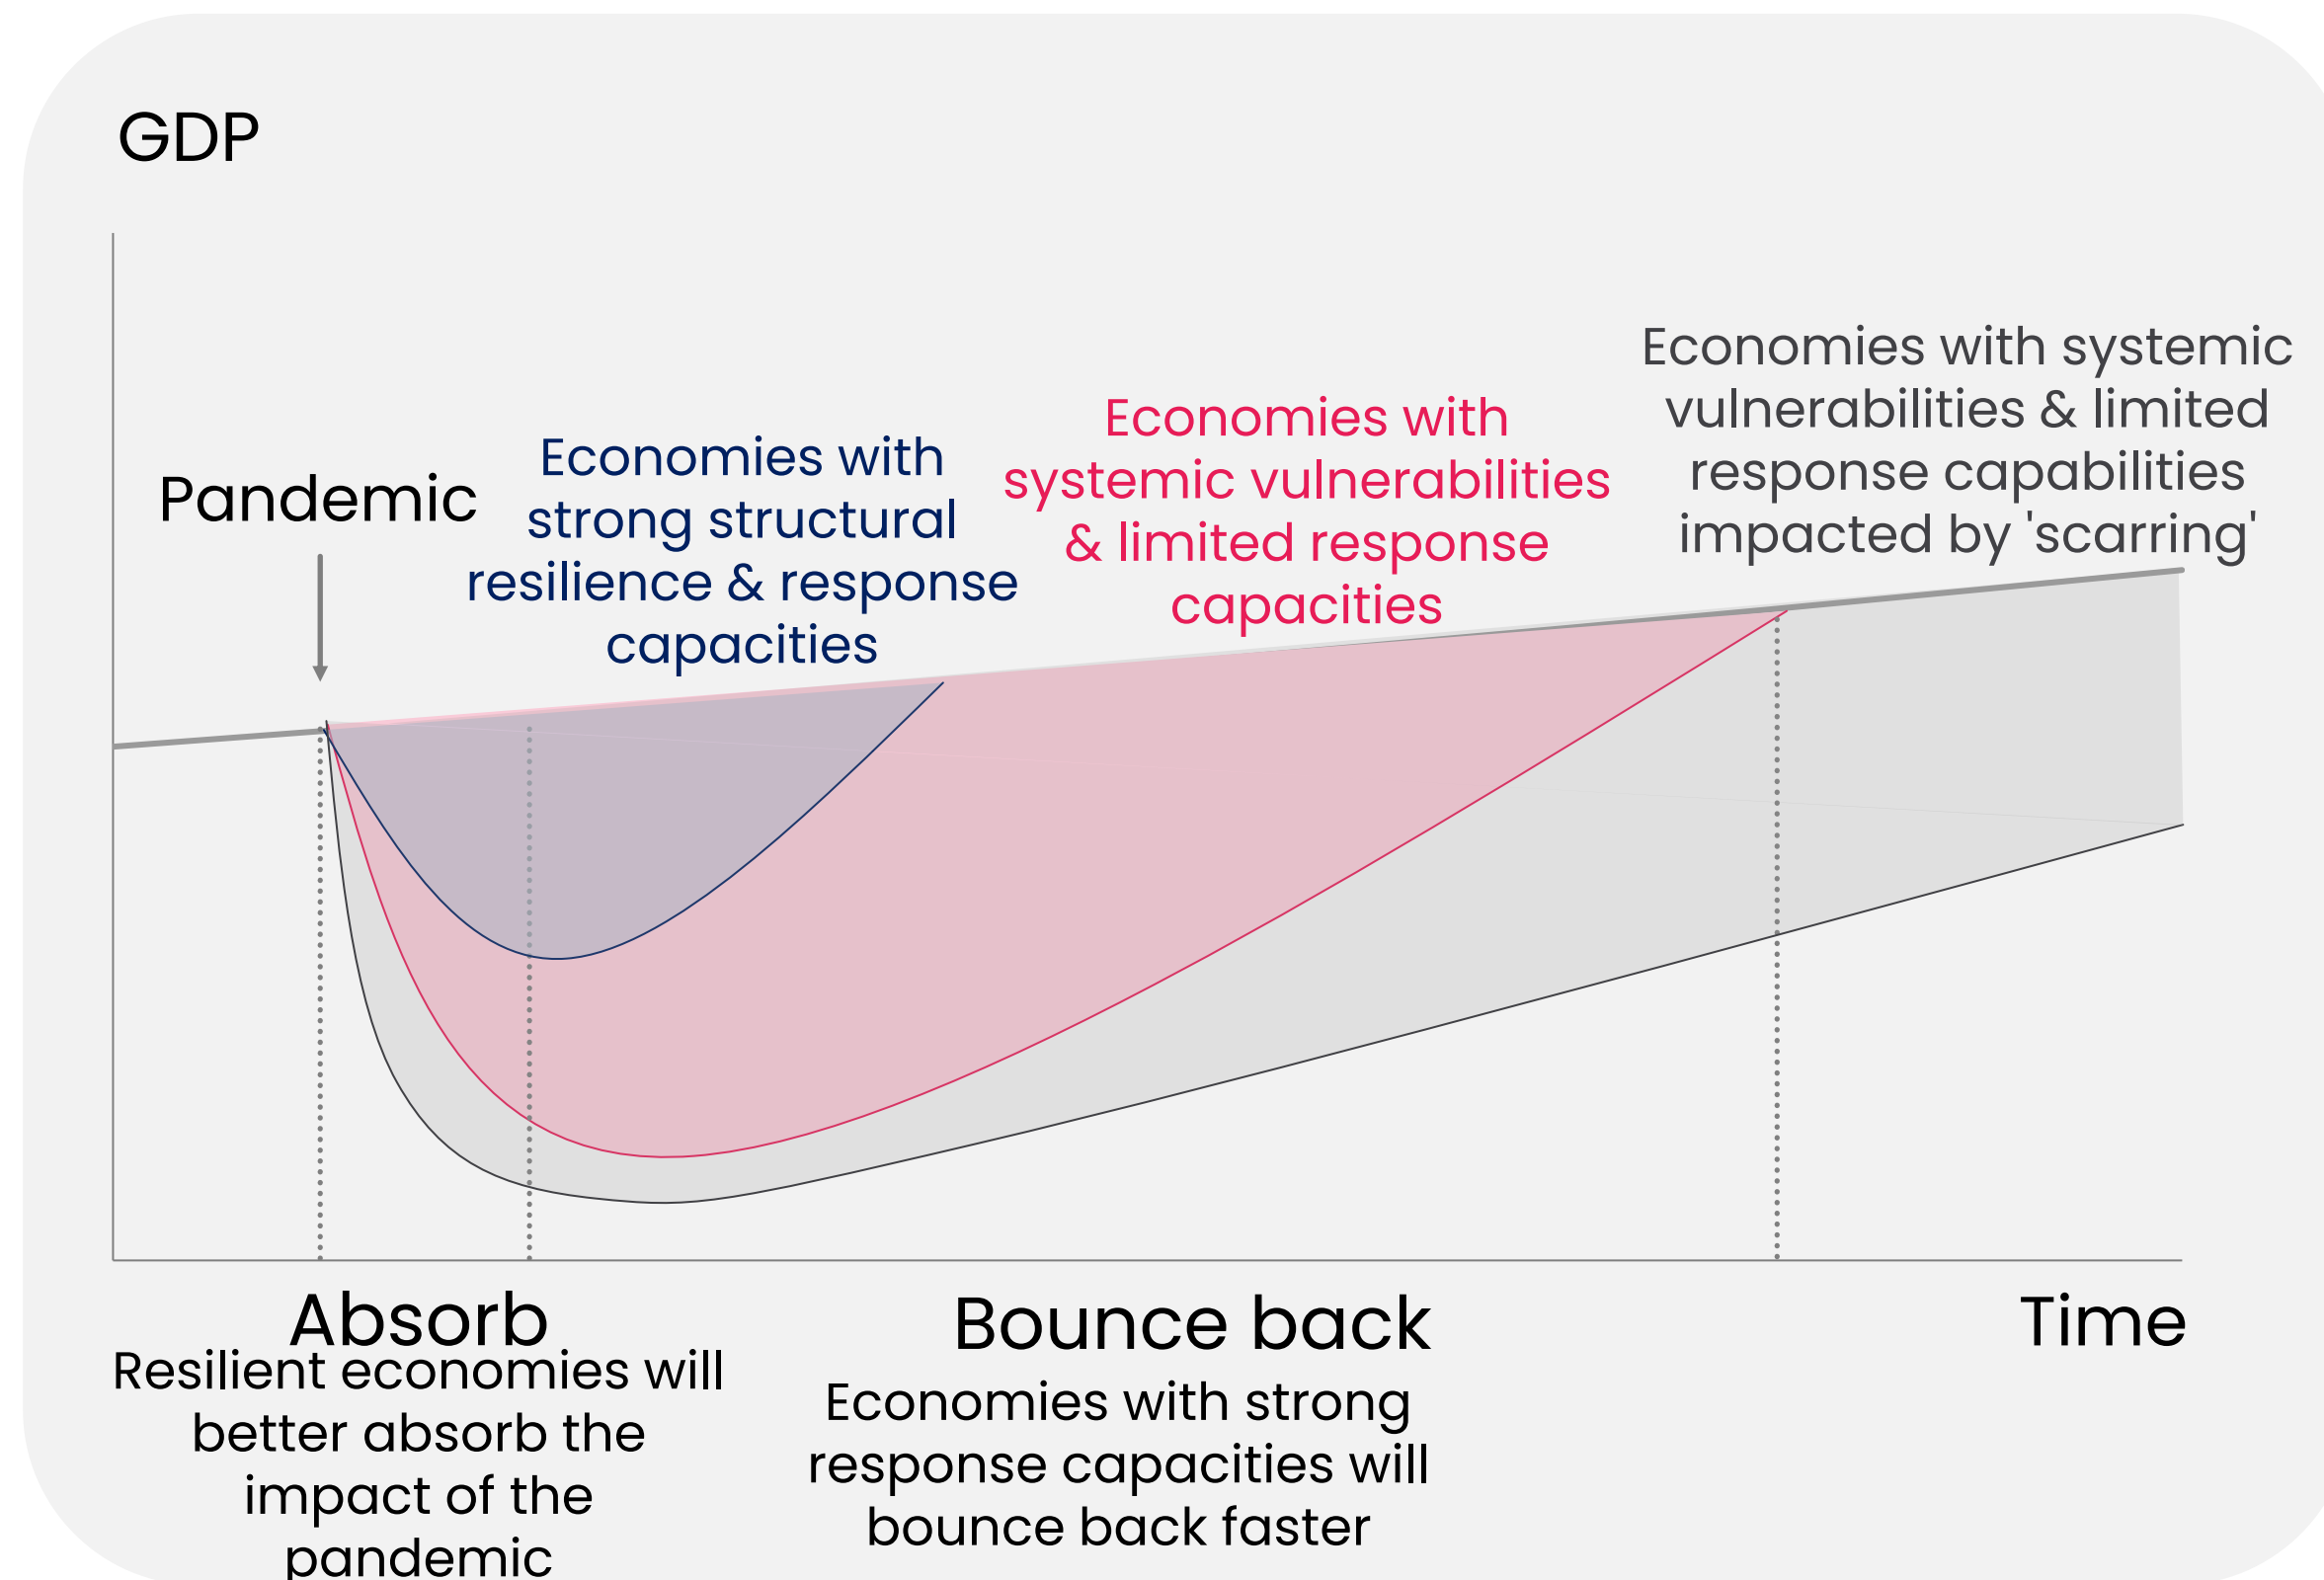 GDP
Pandemic
Economies with
strong structural
resilience & response
capacities
Economies with
systemic vulnerabilities
& limited response
capacities
Economies with systemic
vulnerabilities & limited
response capabilities
impacted by 'scarring'
Absorb
Resilient economies will
better absorb the
impact of the
pandemic
Bounce back
Economies with strong
response capacities will
bounce back faster
Time